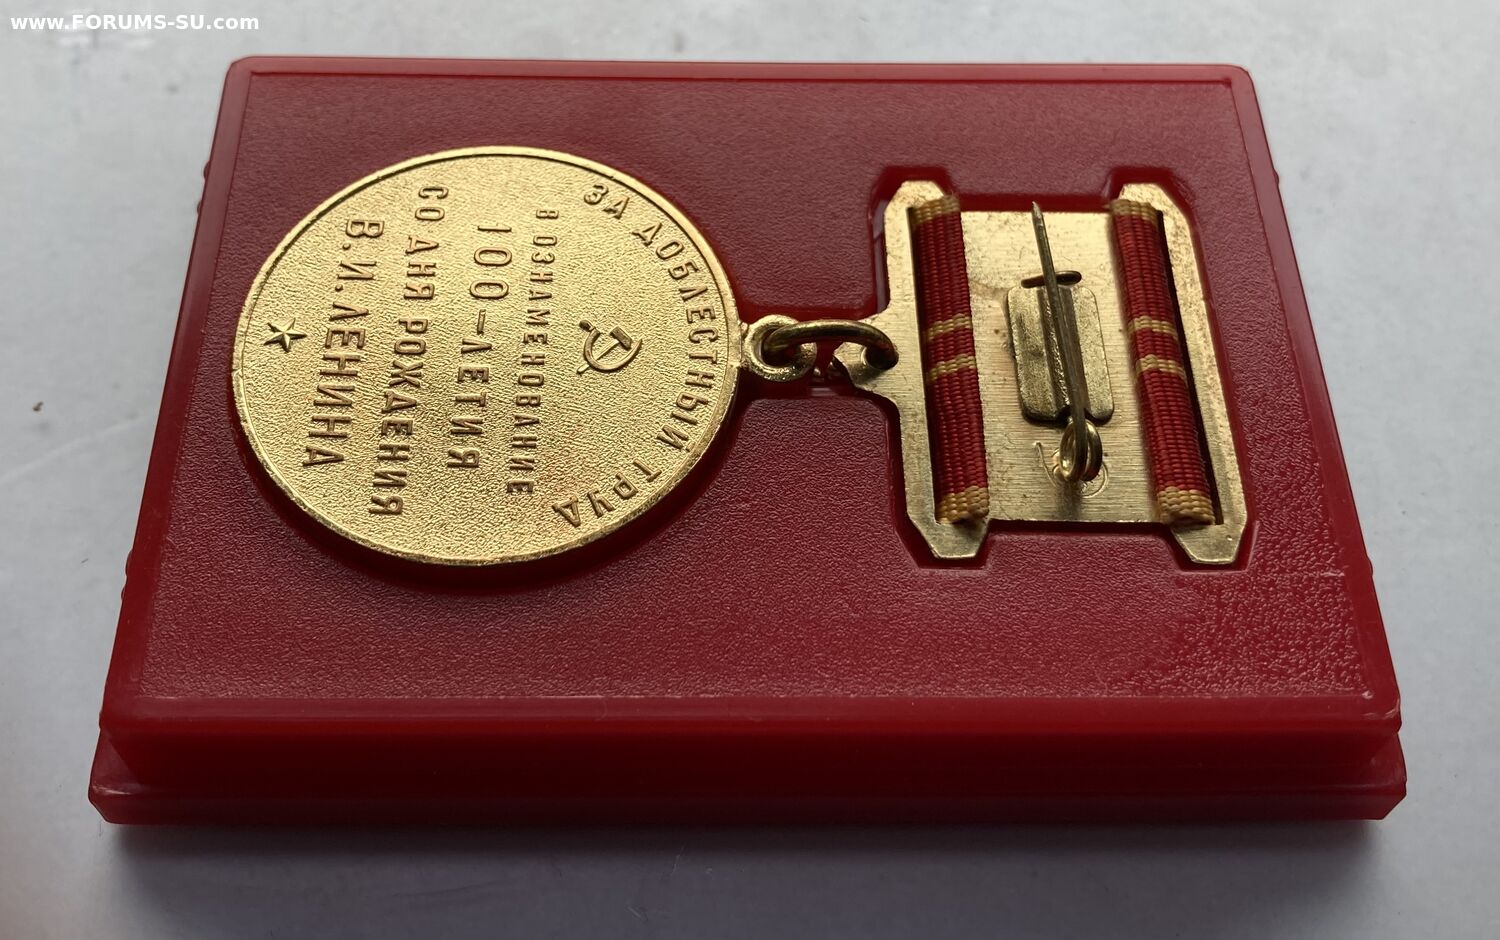 www.FORUMS-SU.com
ЗА ДОБЛЕСТНЫЙ ТРУД
В ОЗНАМЕНОВАНИЕ
100-ЛЕТИЯ
СО ДНЯ РОЖДЕНИЯ
В.И.ЛЕНИНА